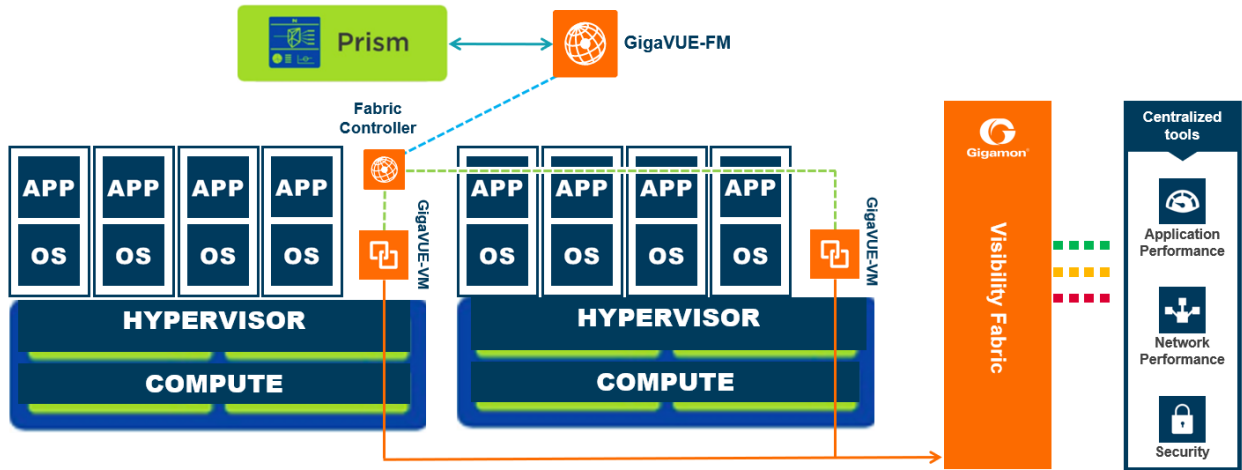 Prism
GigaVUE-FM
Fabric
Controller
APP
APP
APP
APP
OS
OS
OS
OS
GigaVUE-VM
HYPERVISOR
COMPUTE
APP
APP
APP
APP
OS
OS
OS
OS
GigaVUE-VM
HYPERVISOR
COMPUTE
Gigamon®
Visibility Fabric
Centralized
tools
Application
Performance
Network
Performance
Security